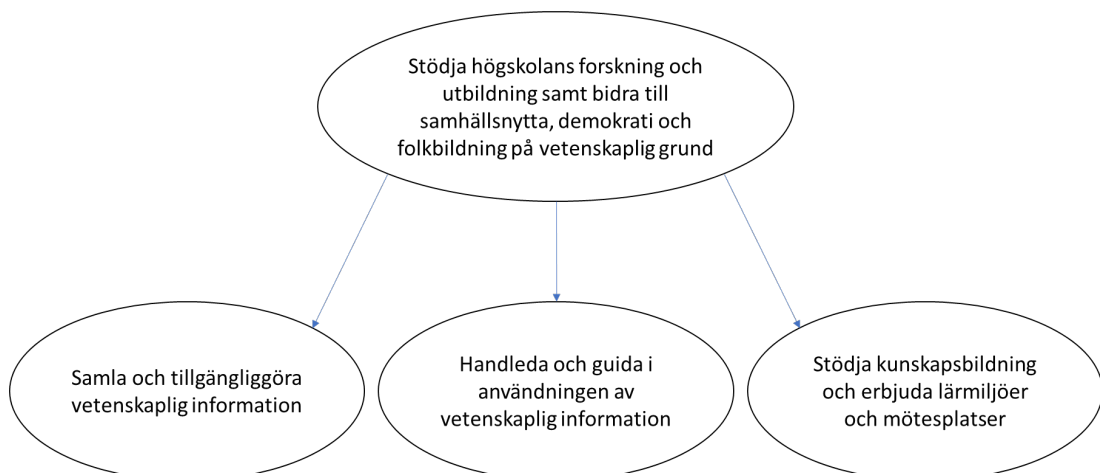 Stödja högskolans forskning och
utbildning samt bidra till
samhällsnytta, demokrati och
folkbildning på vetenskaplig grund
Samla och tillgängliggöra
vetenskaplig information
Handleda och guida i
användningen av
vetenskaplig information
Stödja kunskapsbildning
och erbjuda lärmiljöer
och mötesplatser